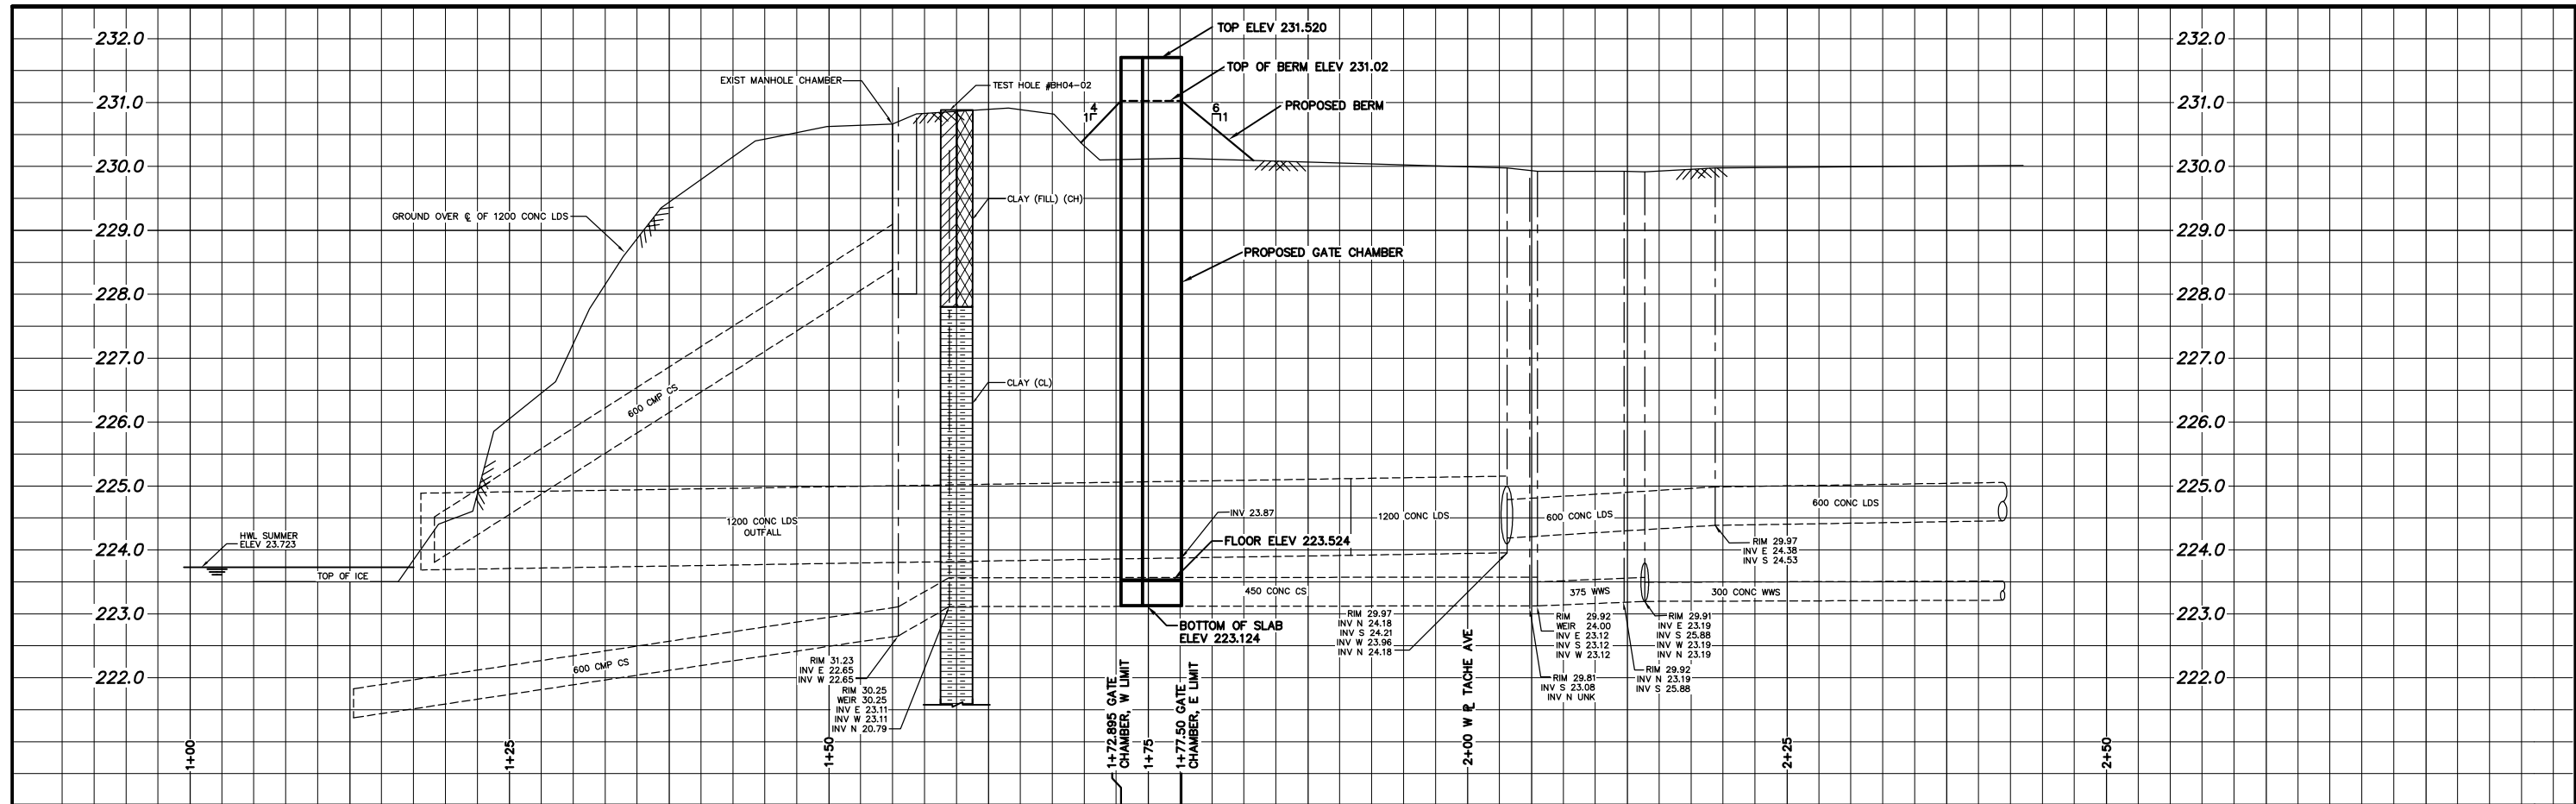 232.0
231.0
230.0
229.0
228.0
227.0
226.0
225.0
224.0
223.0
222.0
HWL SUMMER
ELEV 23.723
TOP OF ICE
GROUND OVER ℄ OF 1200 CONC LDS
600 CMP CS
600 CMP CS
EXIST MANHOLE CHAMBER
TEST HOLE #BH04-02
CLAY (FILL) (CH)
CLAY (CL)
1200 CONC LDS
OUTFALL
RIM 31.23
INV E 22.65
INV W 22.65
RIM 30.25
WEIR 30.25
INV E 23.11
INV W 23.11
INV N 20.79
TOP ELEV 231.520
TOP OF BERM ELEV 231.02
PROPOSED BERM
4
1
6
1
PROPOSED GATE CHAMBER
INV 23.87
FLOOR ELEV 223.524
BOTTOM OF SLAB
ELEV 223.124
450 CONC CS
1200 CONC LDS
600 CONC LDS
600 CONC LDS
375 WWS
300 CONC WWS
RIM 29.97
INV N 24.18
INV S 24.21
INV W 23.96
INV N 24.18
RIM 29.92
WEIR 24.00
INV E 23.12
INV S 23.12
INV W 23.12
RIM 29.81
INV S 23.08
INV N UNK
RIM 29.91
INV E 23.19
INV S 25.88
INV W 23.19
INV N 23.19
RIM 29.92
INV N 23.19
INV S 25.88
RIM 29.97
INV E 24.38
INV S 24.53
1+00
1+25
1+50
1+72.895 GATE
CHAMBER, W LIMIT
1+75
1+77.50 GATE
CHAMBER, E LIMIT
2+00 W ⅊ TACHE AVE
2+25
2+50
232.0
231.0
230.0
229.0
228.0
227.0
226.0
225.0
224.0
223.0
222.0